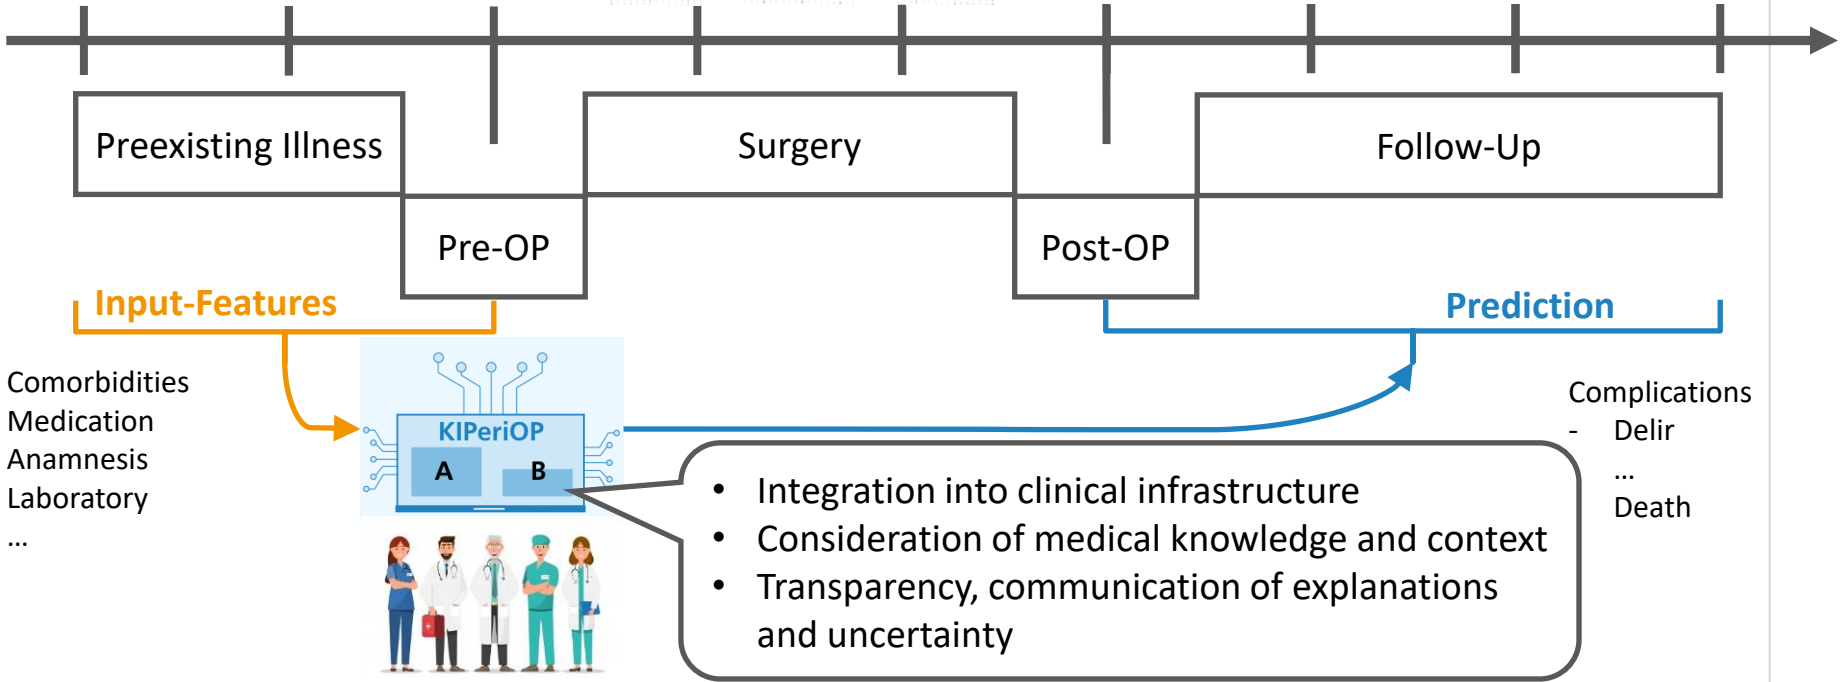 Preexisting Illness
Surgery
Follow-Up
Pre-OP
Post-OP
Input-Features
Prediction
Comorbidities
Medication
Anamnesis
Laboratory
...
KIPeriOP
A
B
• Integration into clinical infrastructure
• Consideration of medical knowledge and context
• Transparency, communication of explanations
and uncertainty
Complications
- Delir
...
Death